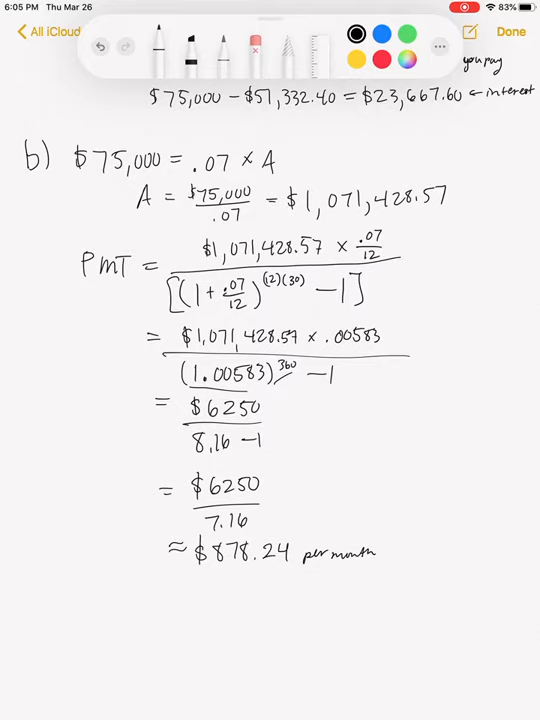 6:05 PM Thu Mar 26 83%
All iCloud Done
you pay
$75,000 – $51,332.40 = $23,667.60 ← interest
b) $75,000 = .07 × A
A = $75,000 / .07 = $1,071,428.57
PMT = $1,071,428.57 × .07/12
[(1 + .07/12)^(12)(30) – 1]
= $1,071,428.57 × .00583
(1.00583)^360 – 1
= $6250
8.16 – 1
= $6250
7.16
≈ $878.24 per month